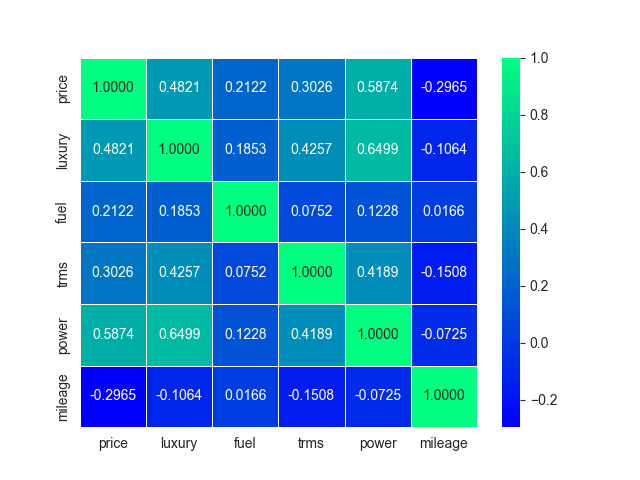 price 1.0000 0.4821 0.2122 0.3026 0.5874 -0.2965
luxury 0.4821 1.0000 0.1853 0.4257 0.6499 -0.1064
fuel 0.2122 0.1853 1.0000 0.0752 0.1228 0.0166
trms 0.3026 0.4257 0.0752 1.0000 0.4189 -0.1508
power 0.5874 0.6499 0.1228 0.4189 1.0000 -0.0725
mileage -0.2965 -0.1064 0.0166 -0.1508 -0.0725 1.0000
price luxury fuel trms power mileage
1.0
0.8
0.6
0.4
0.2
0.0
−0.2